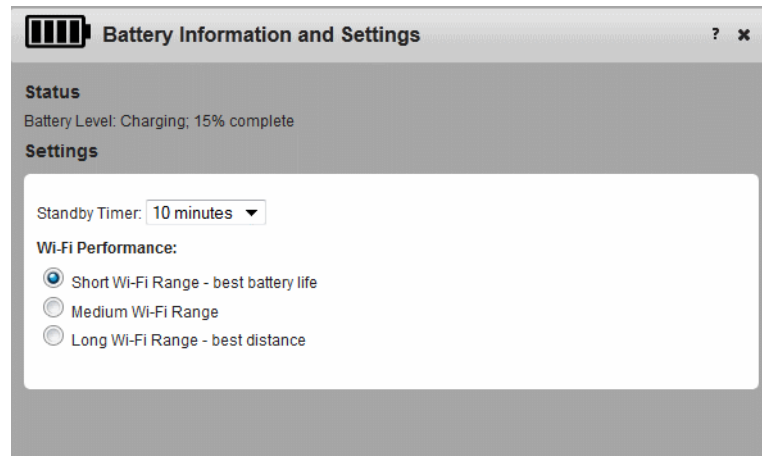 Battery Information and Settings ? ×
Status
Battery Level: Charging; 15% complete
Settings
Standby Timer: 10 minutes
Wi-Fi Performance:
Short Wi-Fi Range - best battery life
Medium Wi-Fi Range
Long Wi-Fi Range - best distance